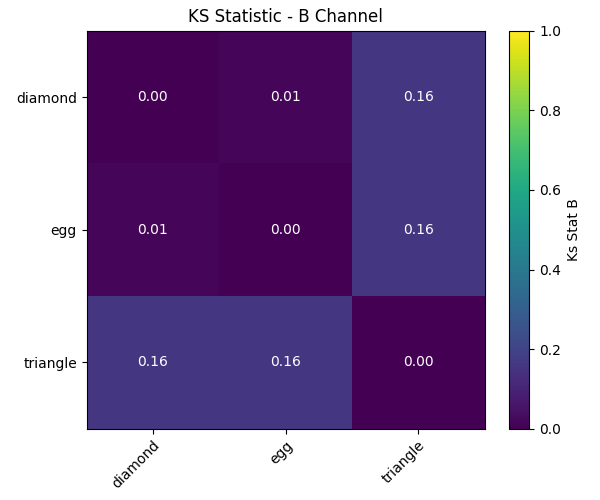 KS Statistic - B Channel
diamond
0.00
0.01
0.16
egg
0.01
0.00
0.16
triangle
0.16
0.16
0.00
diamond
egg
triangle
1.0
0.8
0.6
0.4
0.2
0.0
Ks Stat B